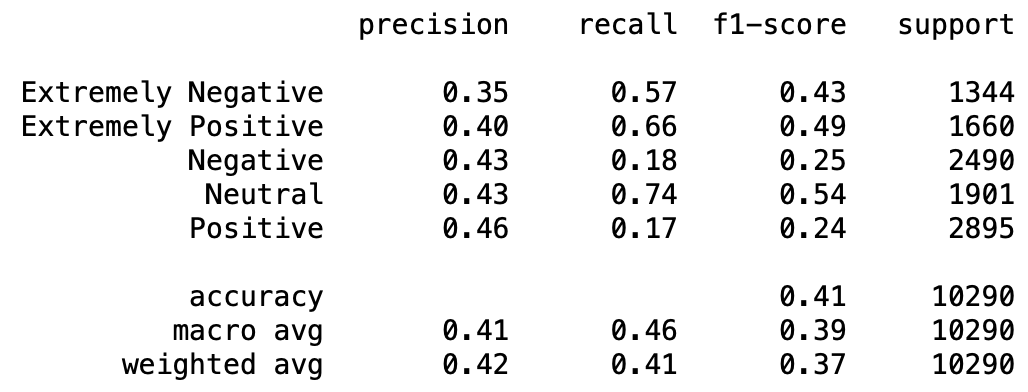 precision recall f1-score support
Extremely Negative 0.35 0.57 0.43 1344
Extremely Positive 0.40 0.66 0.49 1660
Negative 0.43 0.18 0.25 2490
Neutral 0.43 0.74 0.54 1901
Positive 0.46 0.17 0.24 2895
accuracy 0.41 10290
macro avg 0.41 0.46 0.39 10290
weighted avg 0.42 0.41 0.37 10290